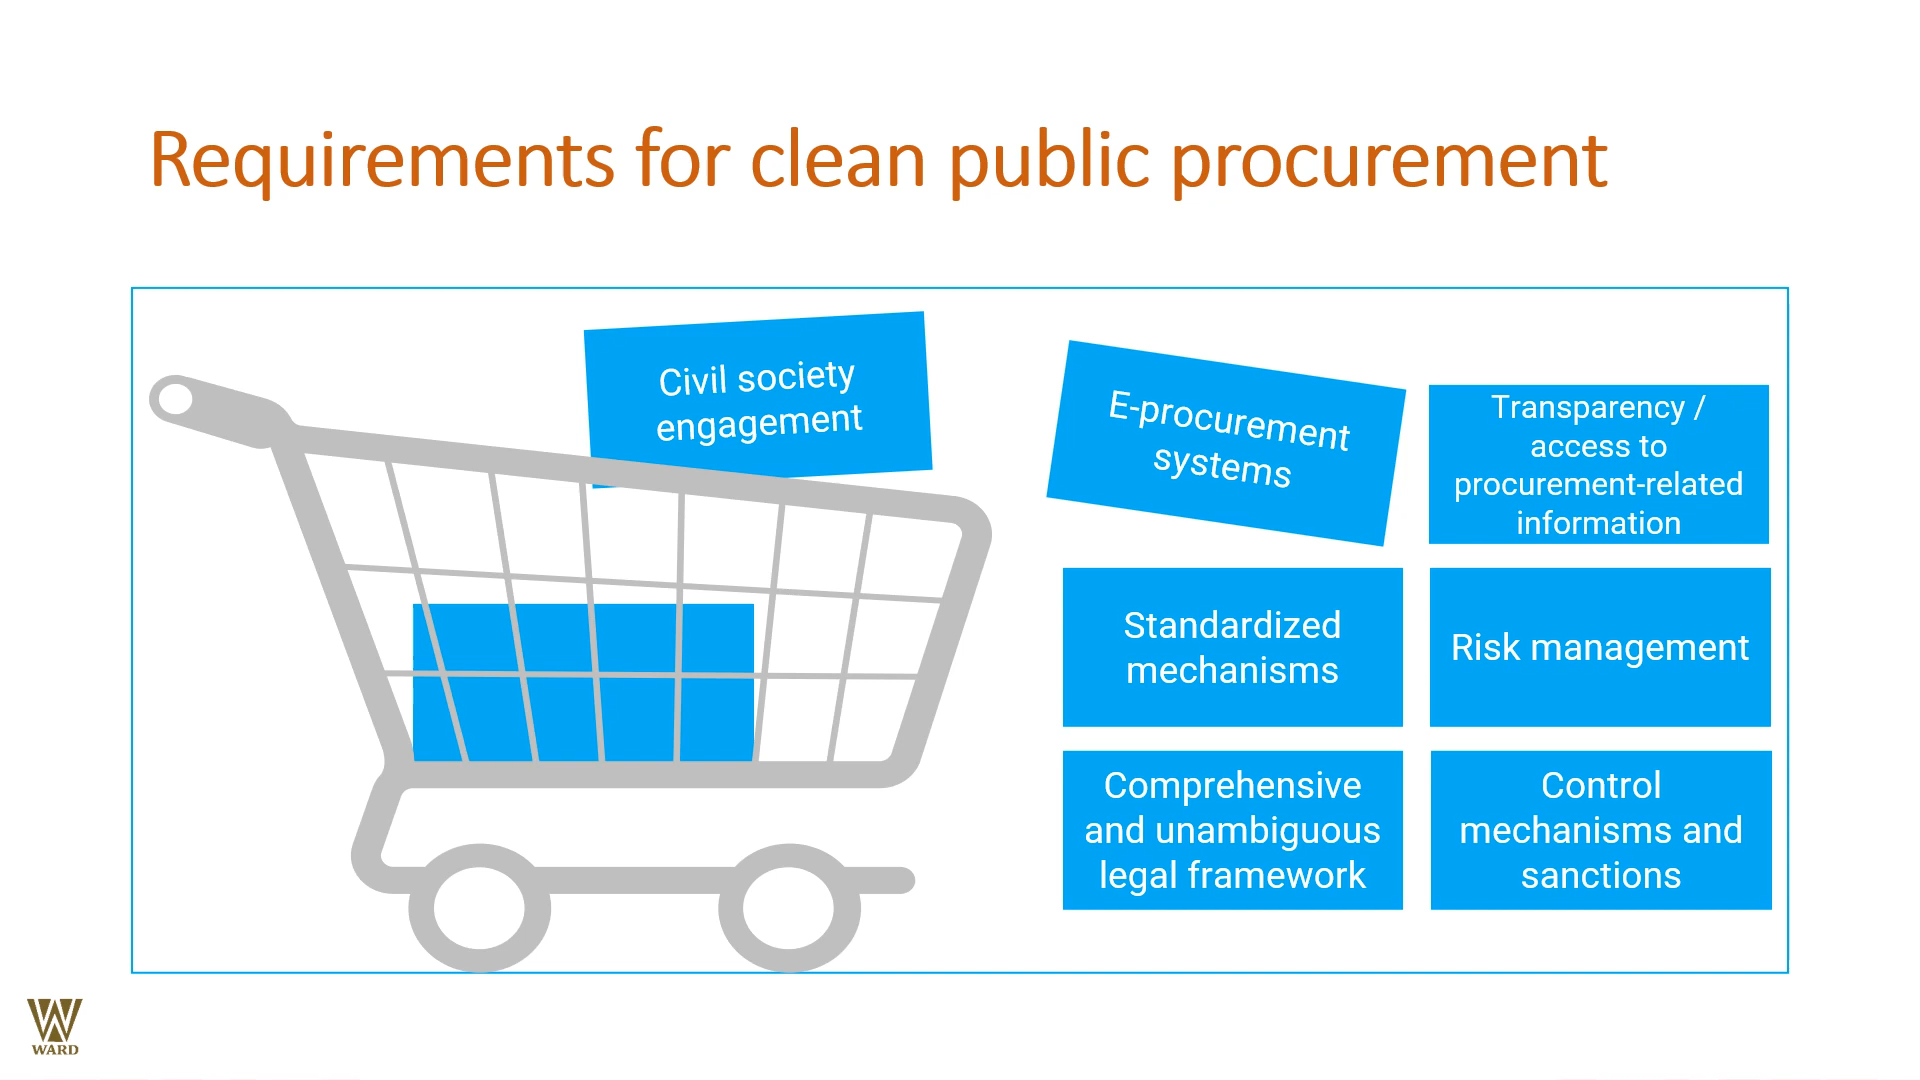 Requirements for clean public procurement
Civil society
engagement
E-procurement
systems
Transparency /
access to
procurement-related
information
Standardized
mechanisms
Risk management
Comprehensive
and unambiguous
legal framework
Control
mechanisms and
sanctions
WARD